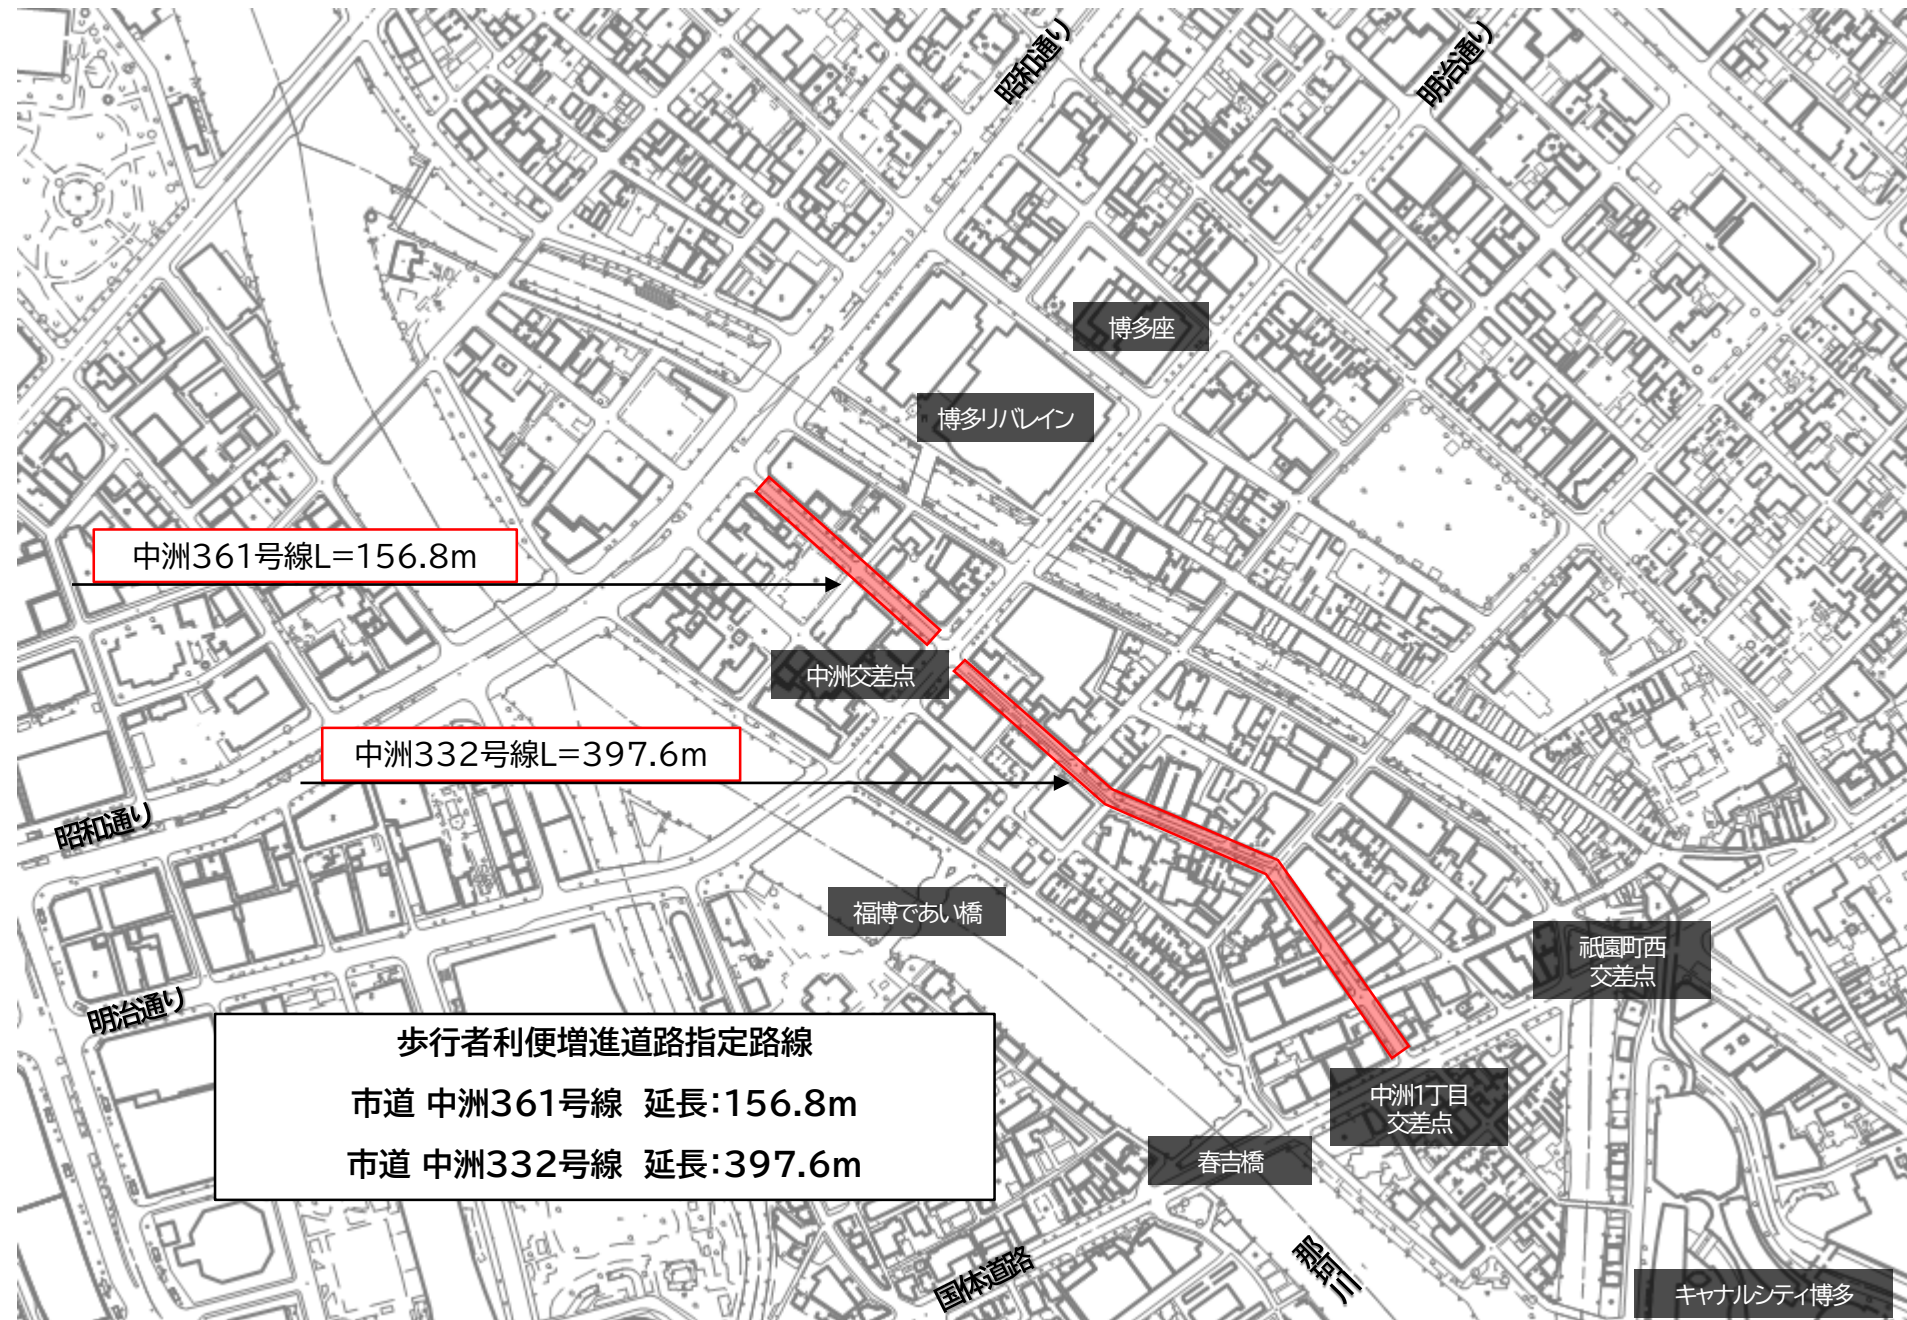 昭和通り
明治通り
博多座
博多リバレイン
中洲361号線L=156.8m
中洲交差点
中洲332号線L=397.6m
昭和通り
福博であい橋
祇園町西
交差点
明治通り
歩行者利便増進道路指定路線
市道 中洲361号線 延長:156.8m
市道 中洲332号線 延長:397.6m
中洲1丁目
交差点
春吉橋
国体道路
那珂川
キャナルシティ博多